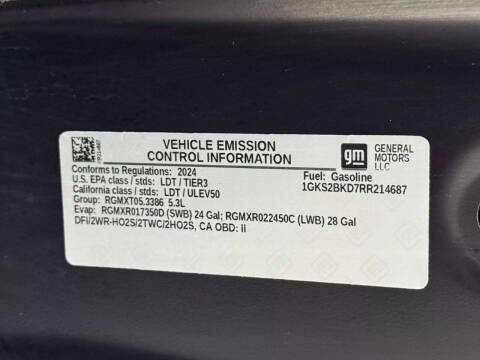 VEHICLE EMISSION
CONTROL INFORMATION
gm
GENERAL
MOTORS
LLC
Conforms to Regulations: 2024
U.S. EPA class / stds: LDT / TIER3
California class / stds: LDT / ULEV50
Group: RGMXT05.3386 5.3L
Evap: RGMXR017350D (SWB) 24 Gal; RGMXR022450C (LWB) 28 Gal
DFI/2WR-HO2S/2TWC/2HO2S, CA OBD: ii
Fuel: Gasoline
1GKS2BKD7RR214687